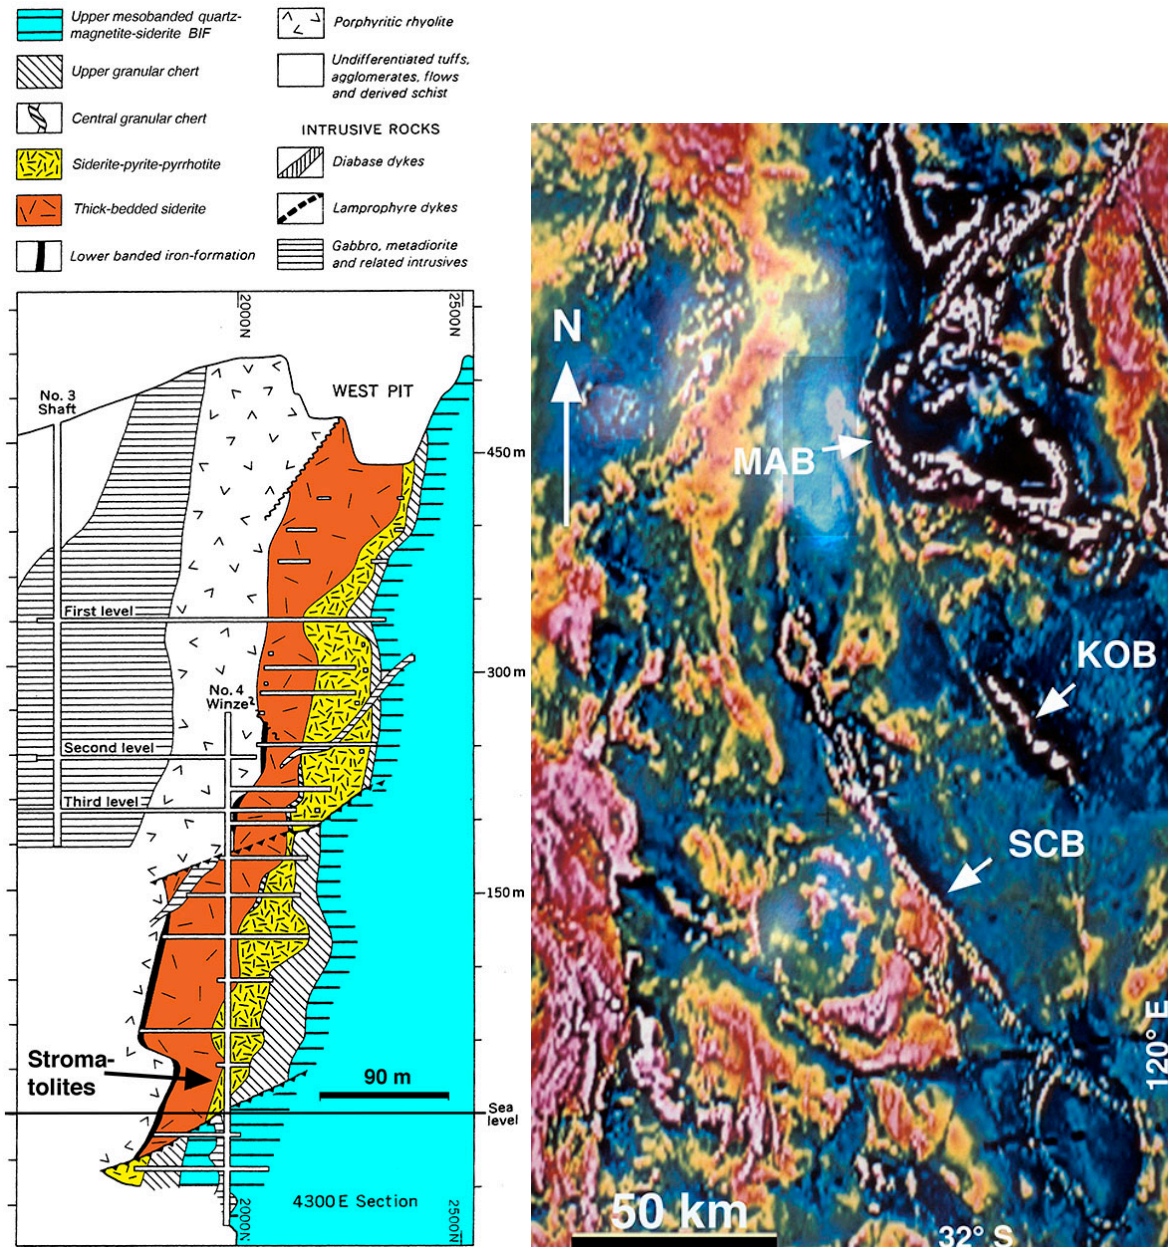 Upper mesobanded quartz-
magnetite-siderite BIF
Upper granular chert
Central granular chert
Siderite-pyrite-pyrrhotite
Thick-bedded siderite
Lower banded iron-formation
Porphyritic rhyolite
Undifferentiated tuffs,
agglomerates, flows
and derived schist
INTRUSIVE ROCKS
Diabase dykes
Lamprophyre dykes
Gabbro, metadiorite
and related intrusives
2000N
2500N
No. 3
Shaft
WEST PIT
450 m
First level
300 m
No. 4
Winze
Second level
Third level
150 m
Stroma-
tolites
90 m
Sea
level
4300 E Section
2000N
2500N
N
MAB
KOB
SCB
120° E
50 km
32° S